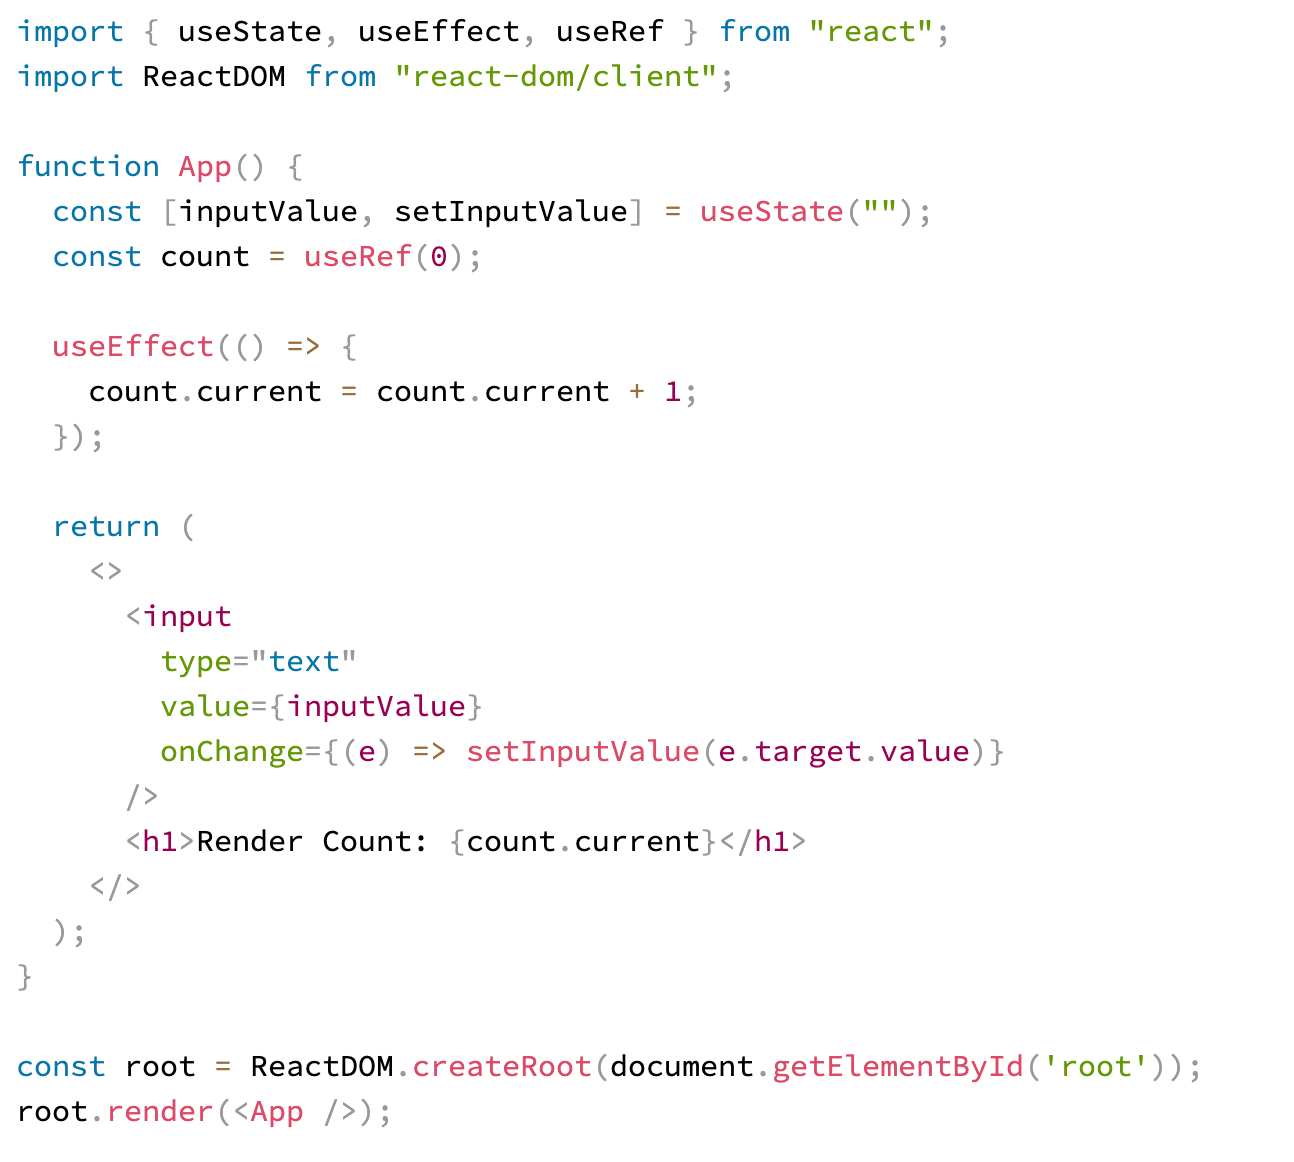 import { useState, useEffect, useRef } from "react";
import ReactDOM from "react-dom/client";

function App() {
  const [inputValue, setInputValue] = useState("");
  const count = useRef(0);

  useEffect(() => {
    count.current = count.current + 1;
  });

  return (
    <>
      <input
        type="text"
        value={inputValue}
        onChange={(e) => setInputValue(e.target.value)}
      />
      <h1>Render Count: {count.current}</h1>
    </>
  );
}

const root = ReactDOM.createRoot(document.getElementById('root'));
root.render(<App />);